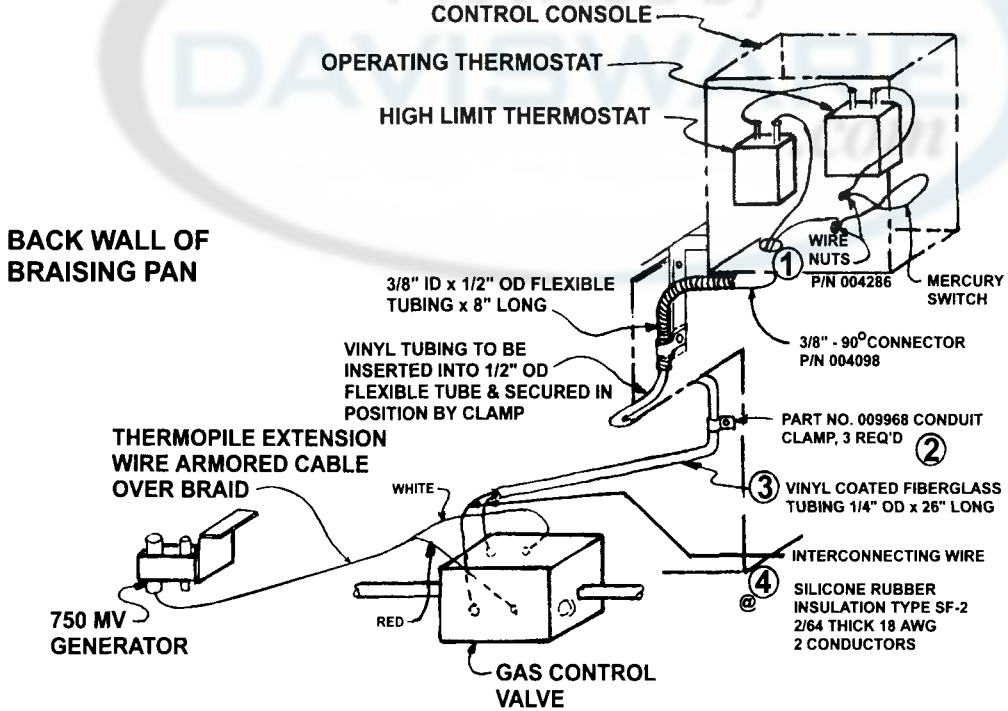 CONTROL CONSOLE
DAVISWARE
.com
OPERATING THERMOSTAT
HIGH LIMIT THERMOSTAT
BACK WALL OF
BRAISING PAN
WIRE
NUTS
1
P/N 004286
MERCURY
SWITCH
3/8" ID x 1/2" OD FLEXIBLE
TUBING x 8" LONG
3/8" - 90° CONNECTOR
P/N 004098
VINYL TUBING TO BE
INSERTED INTO 1/2" OD
FLEXIBLE TUBE & SECURED IN
POSITION BY CLAMP
PART NO. 009968 CONDUIT
CLAMP, 3 REQ'D
2
THERMOPILE EXTENSION
WIRE ARMORED CABLE
OVER BRAID
WHITE
3
VINYL COATED FIBERGLASS
TUBING 1/4" OD x 26" LONG
INTERCONNECTING WIRE
4
@
SILICONE RUBBER
INSULATION TYPE SF-2
2/64 THICK 18 AWG
2 CONDUCTORS
RED
750 MV
GENERATOR
GAS CONTROL
VALVE